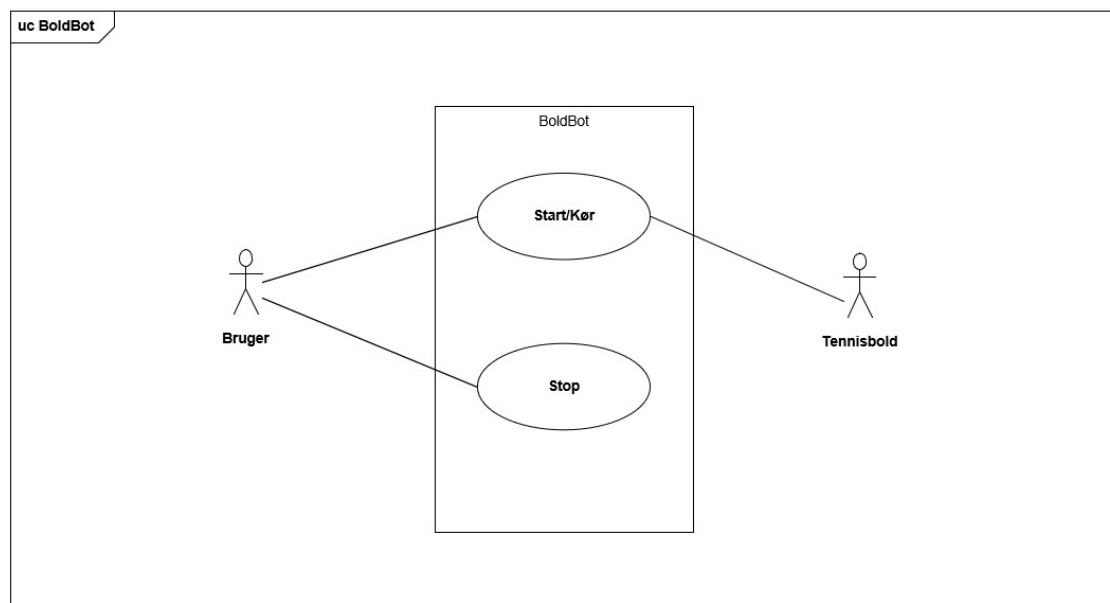 uc BoldBot
BoldBot
Start/Kør
Bruger
Tennisbold
Stop